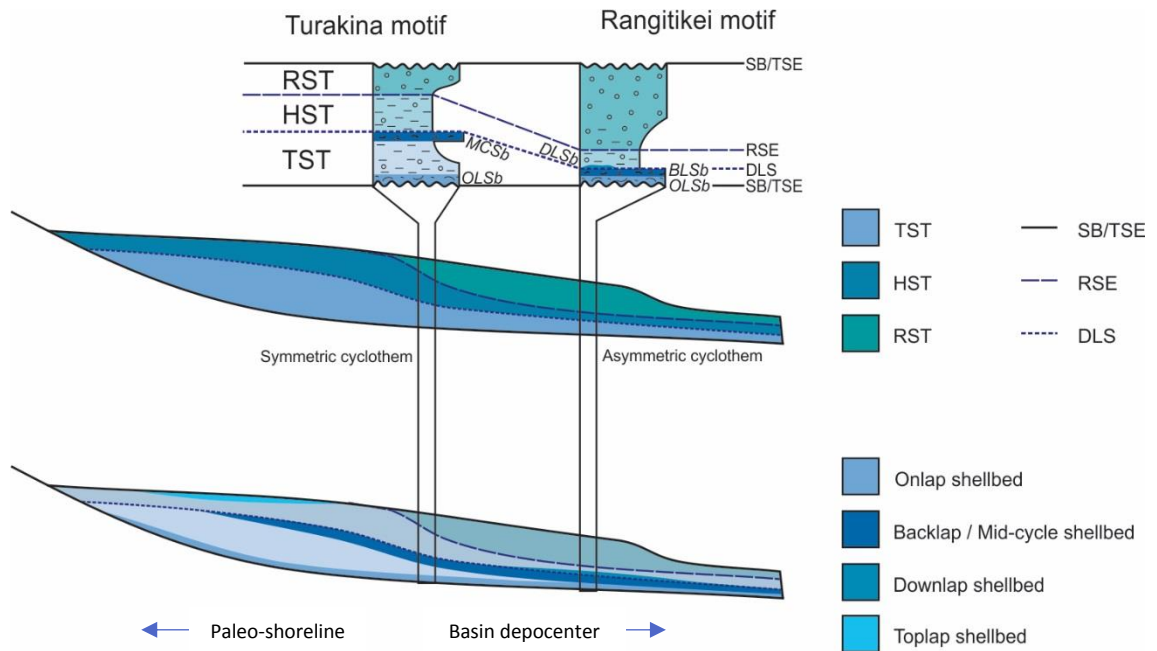 Turakina motif
Rangitikei motif
SB/TSE
RST
HST
TST
MCSb
OLSb
DLSb
BLSb
OLSb
RSE
DLS
SB/TSE
TST
HST
RST
SB/TSE
RSE
DLS
Symmetric cyclothem
Asymmetric cyclothem
Onlap shellbed
Backlap / Mid-cycle shellbed
Downlap shellbed
Toplap shellbed
Paleo-shoreline
Basin depocenter